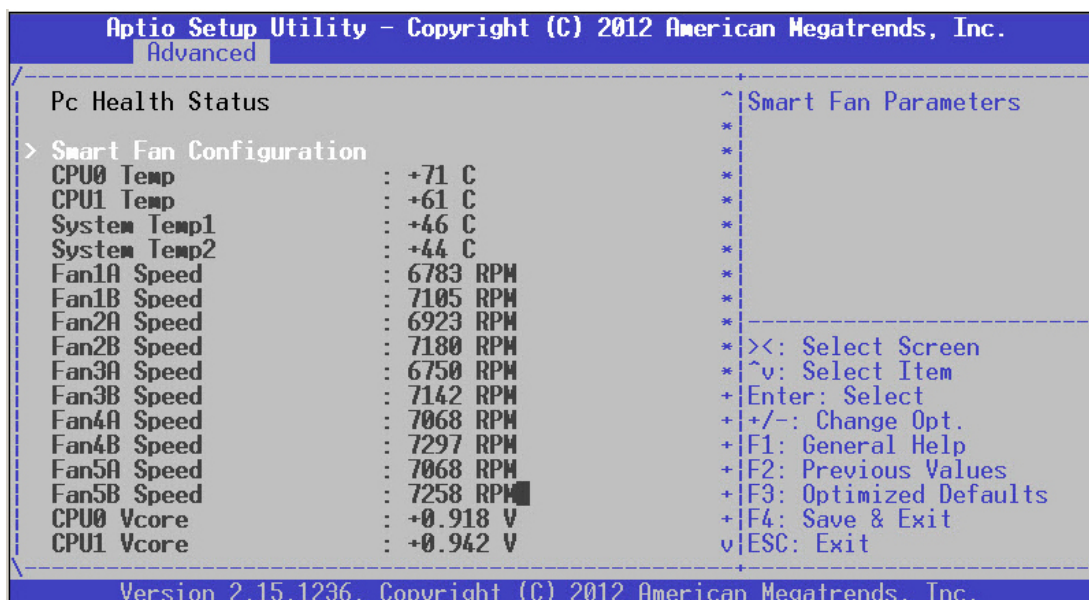 Aptio Setup Utility – Copyright (C) 2012 American Megatrends, Inc.
Advanced
Pc Health Status
> Smart Fan Configuration
CPU0 Temp : +71 C
CPU1 Temp : +61 C
System Temp1 : +46 C
System Temp2 : +44 C
Fan1A Speed : 6783 RPM
Fan1B Speed : 7105 RPM
Fan2A Speed : 6923 RPM
Fan2B Speed : 7180 RPM
Fan3A Speed : 6750 RPM
Fan3B Speed : 7142 RPM
Fan4A Speed : 7068 RPM
Fan4B Speed : 7297 RPM
Fan5A Speed : 7068 RPM
Fan5B Speed : 7258 RPM
CPU0 Vcore : +0.918 V
CPU1 Vcore : +0.942 V
Smart Fan Parameters
><: Select Screen
^v: Select Item
Enter: Select
+/-: Change Opt.
F1: General Help
F2: Previous Values
F3: Optimized Defaults
F4: Save & Exit
ESC: Exit
Version 2.15.1236. Copyright (C) 2012 American Megatrends, Inc.